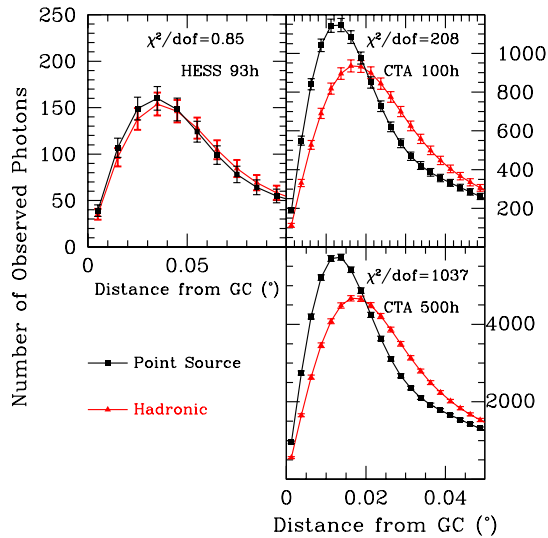 χ²/dof=0.85
HESS 93h
χ²/dof=208
CTA 100h
250
200
150
100
50
0
1000
800
600
400
200
0
0.05
Distance from GC (°)
Number of Observed Photons
χ²/dof=1037
CTA 500h
4000
2000
Point Source
Hadronic
0
0.02
0.04
Distance from GC (°)